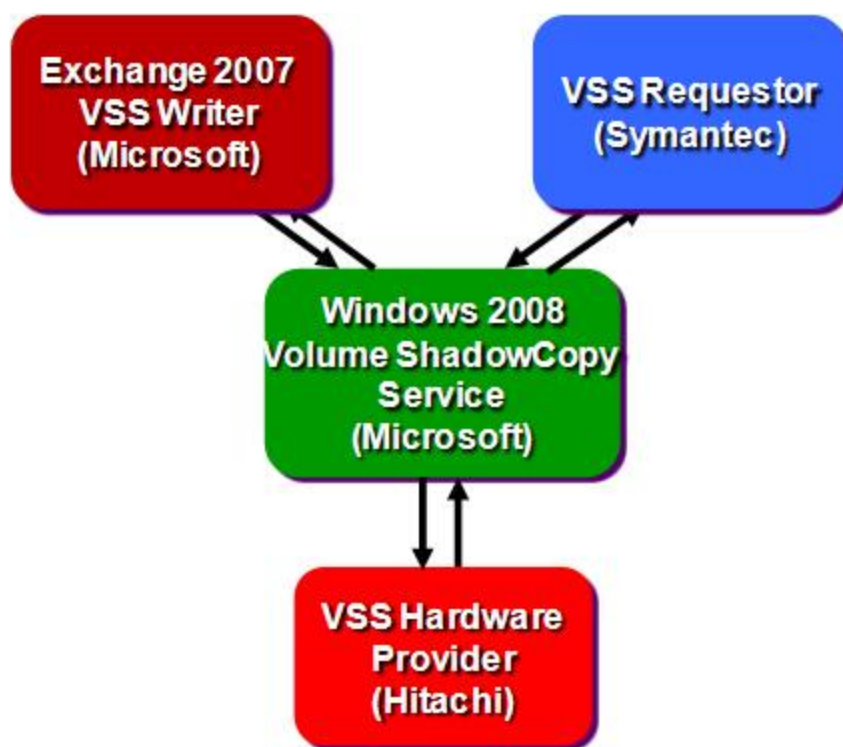 Exchange 2007
VSS Writer
(Microsoft)
VSS Requestor
(Symantec)
Windows 2008
Volume ShadowCopy
Service
(Microsoft)
VSS Hardware
Provider
(Hitachi)